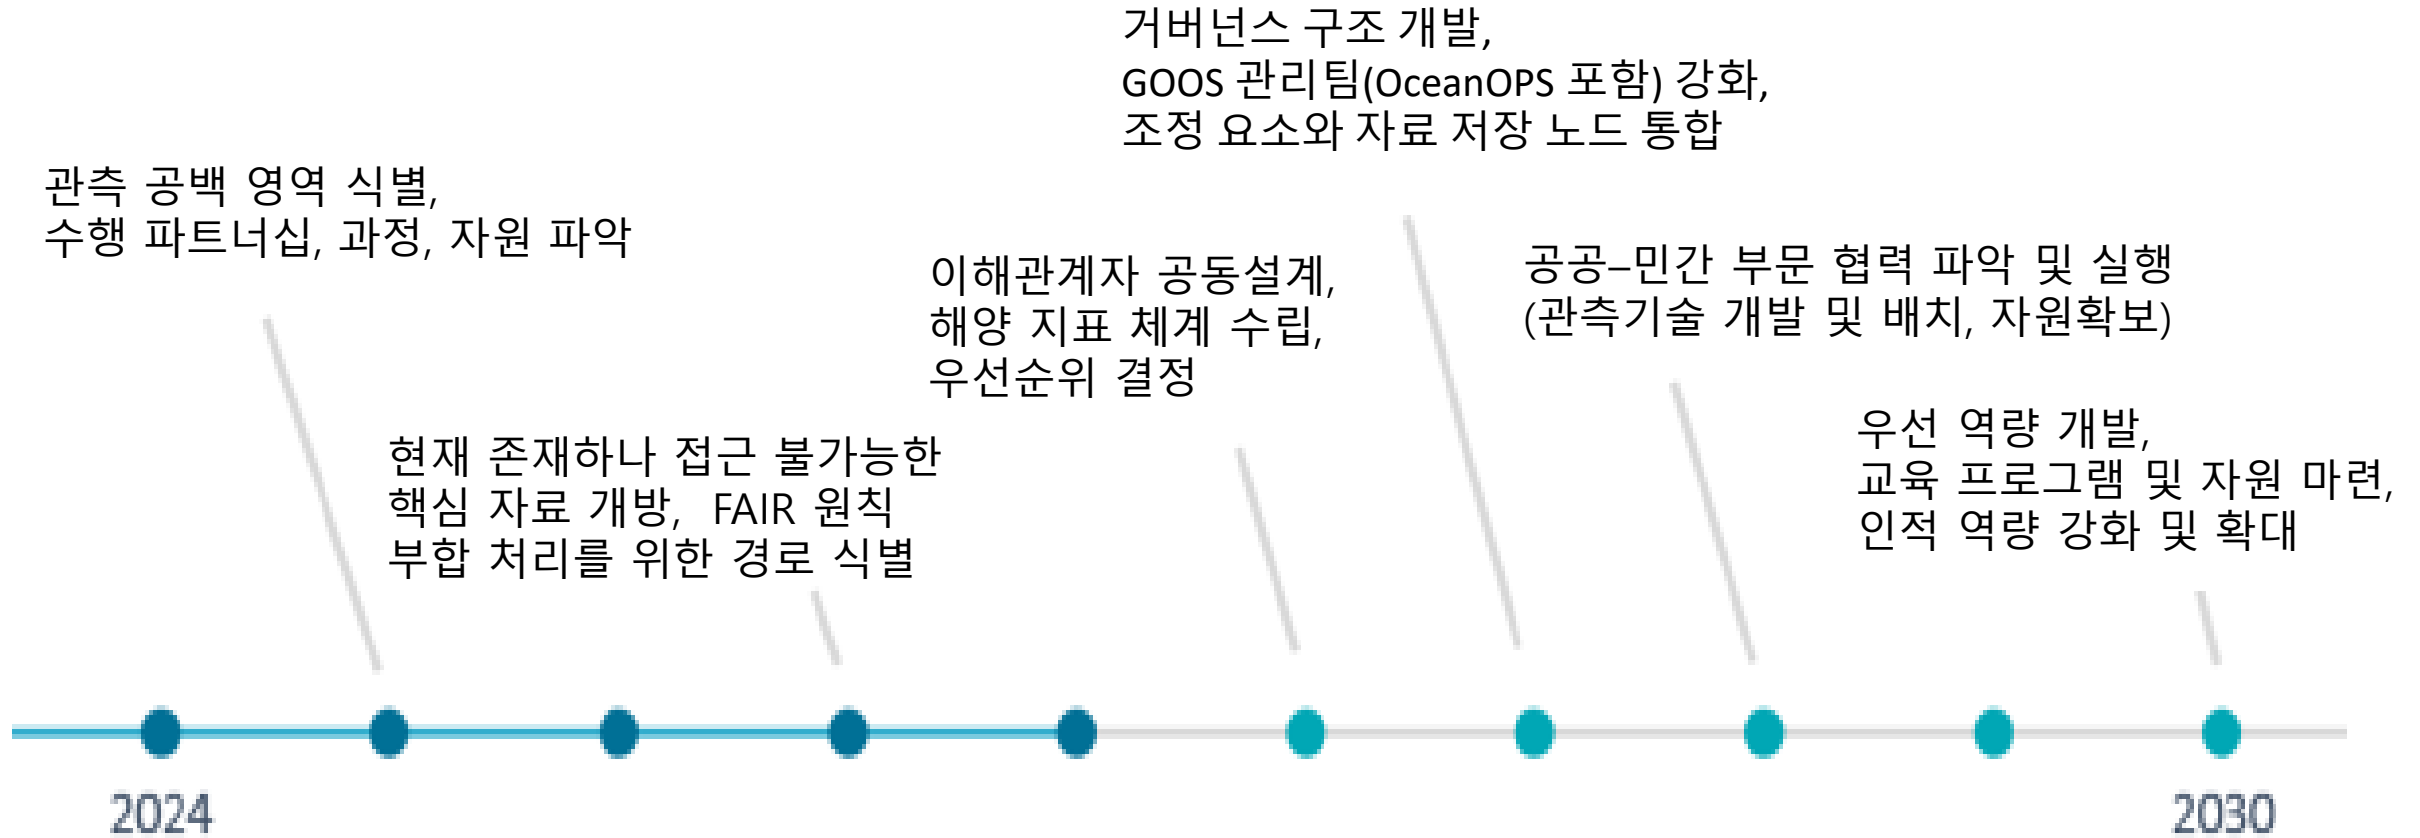 거버넌스 구조 개발,
GOOS 관리팀(OceanOPS 포함) 강화,
조정 요소와 자료 저장 노드 통합
관측 공백 영역 식별,
수행 파트너십, 과정, 자원 파악
이해관계자 공동설계,
해양 지표 체계 수립,
우선순위 결정
공공–민간 부문 협력 파악 및 실행
(관측기술 개발 및 배치, 자원확보)
현재 존재하나 접근 불가능한
핵심 자료 개방, FAIR 원칙
부합 처리를 위한 경로 식별
우선 역량 개발,
교육 프로그램 및 자원 마련,
인적 역량 강화 및 확대
2024
2030